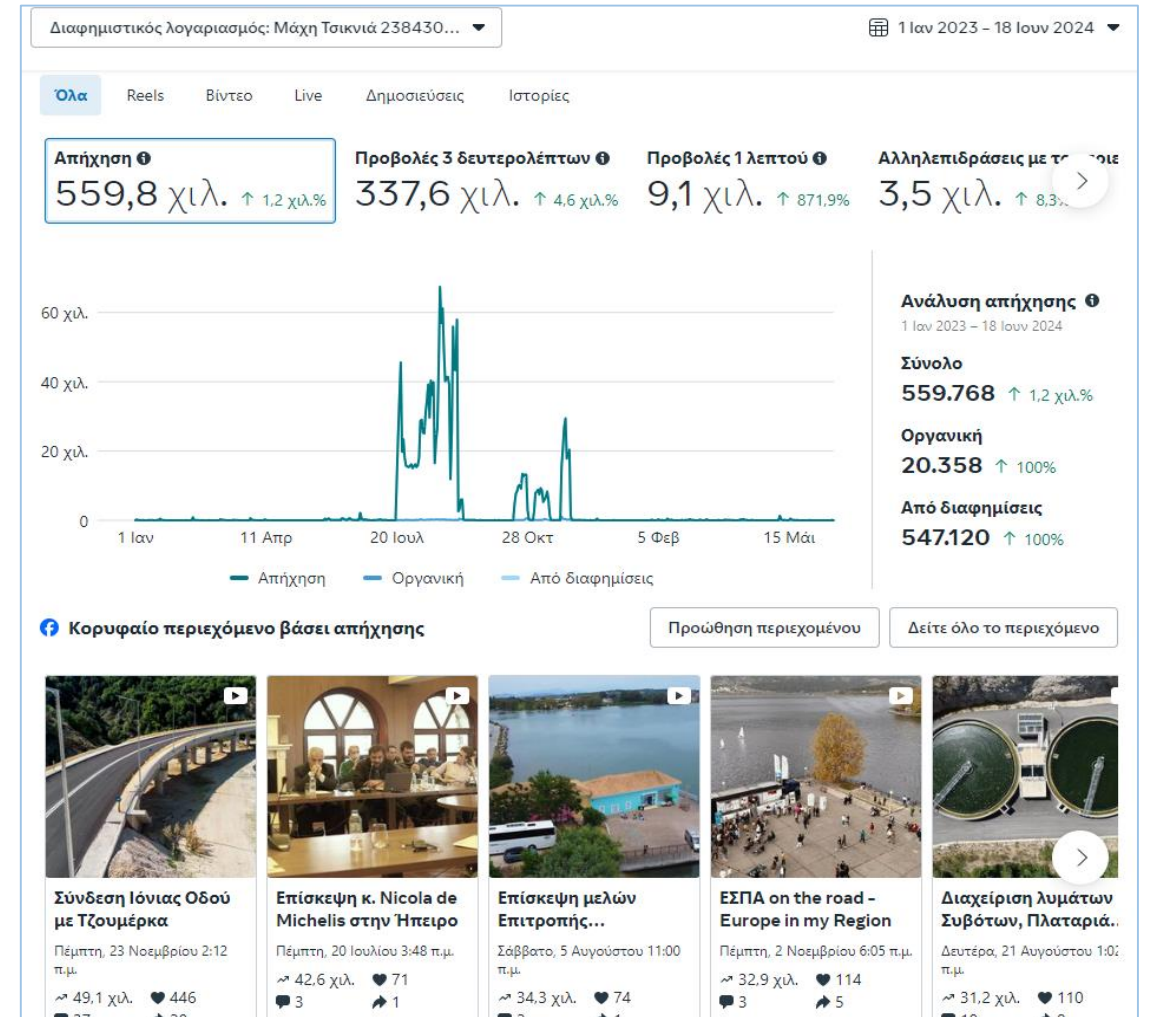 Διαφημιστικός λογαριασμός: Μάχη Τσικνιά 238430...
1 Ιαν 2023 – 18 Ιουν 2024
Όλα Reels Βίντεο Live Δημοσιεύσεις Ιστορίες
Απήχηση Προβολές 3 δευτερολέπτων Προβολές 1 λεπτού Αλληλεπιδράσεις με
559,8 χιλ. ↑ 1,2 χιλ.% 337,6 χιλ. ↑ 4,6 χιλ.% 9,1 χιλ. ↑ 871,9% 3,5 χιλ. ↑ 8,3
60 χιλ.
40 χιλ.
20 χιλ.
0
1 Ιαν 11 Απρ 20 Ιουλ 28 Οκτ 5 Φεβ 15 Μάι
Απήχηση Οργανική Από διαφημίσεις
Ανάλυση απήχησης
1 Ιαν 2023 – 18 Ιουν 2024
Σύνολο
559.768 ↑ 1,2 χιλ.%
Οργανική
20.358 ↑ 100%
Από διαφημίσεις
547.120 ↑ 100%
Κορυφαίο περιεχόμενο βάσει απήχησης
Προώθηση περιεχομένου
Δείτε όλο το περιεχόμενο
Σύνδεση Ιόνιας Οδού
με Τζουμέρκα
Πέμπτη, 23 Νοεμβρίου 2:12
π.μ.
49,1 χιλ. 446
Επίσκεψη κ. Nicola de
Michelis στην Ήπειρο
Πέμπτη, 20 Ιουλίου 3:48 π.μ.
42,6 χιλ. 71
3 1
Επίσκεψη μελών
Επιτροπής...
Σάββατο, 5 Αυγούστου 11:00
π.μ.
34,3 χιλ. 74
ΕΣΠΑ on the road –
Europe in my Region
Πέμπτη, 2 Νοεμβρίου 6:05 π.μ.
32,9 χιλ. 114
3 5
Διαχείριση λυμάτων
Συβότων, Πλαταριά..
Δευτέρα, 21 Αυγούστου 1:02
π.μ.
31,2 χιλ. 110